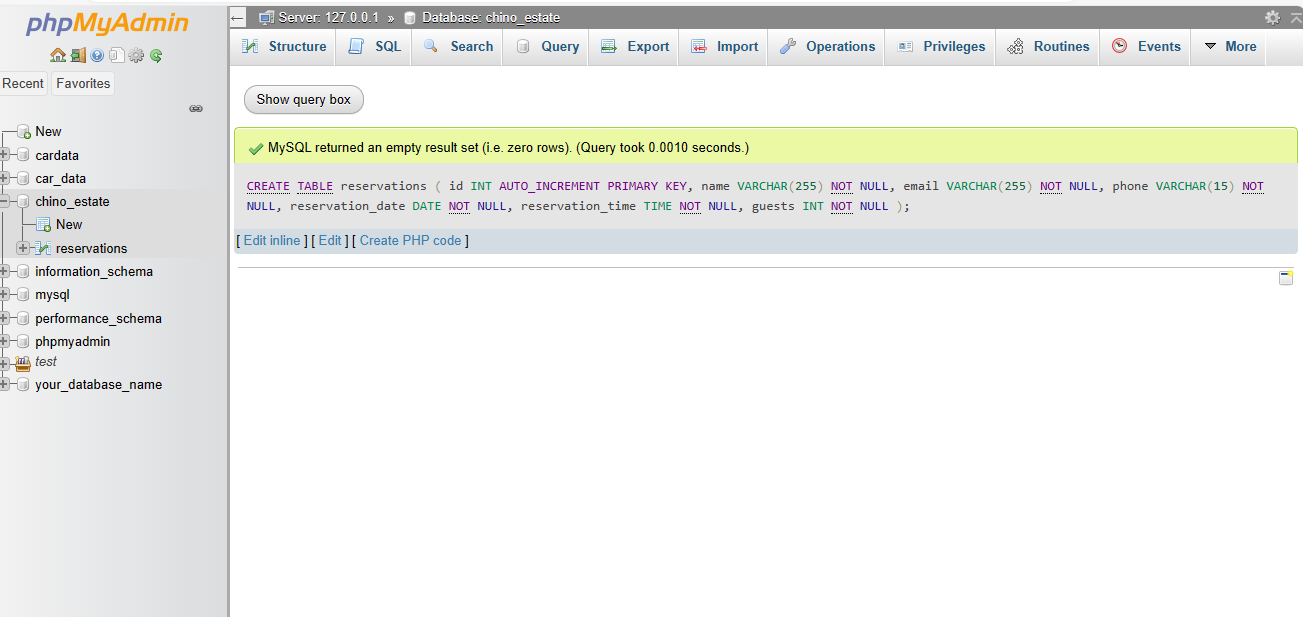 phpMyAdmin
Recent Favorites
New
cardata
car_data
chino_estate
New
reservations
information_schema
mysql
performance_schema
phpmyadmin
test
your_database_name
Server: 127.0.0.1 » Database: chino_estate
Structure SQL Search Query Export Import Operations Privileges Routines Events More
Show query box
MySQL returned an empty result set (i.e. zero rows). (Query took 0.0010 seconds.)
CREATE TABLE reservations ( id INT AUTO_INCREMENT PRIMARY KEY, name VARCHAR(255) NOT NULL, email VARCHAR(255) NOT NULL, phone VARCHAR(15) NOT
NULL, reservation_date DATE NOT NULL, reservation_time TIME NOT NULL, guests INT NOT NULL );
[ Edit inline ] [ Edit ] [ Create PHP code ]